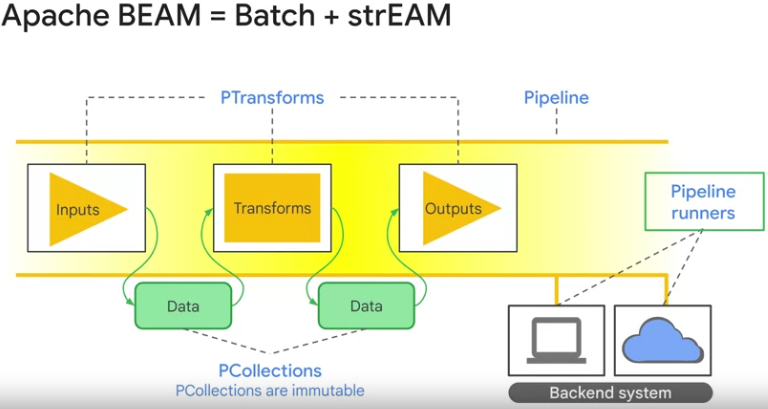 Apache BEAM = Batch + strEAM
PTransforms
Pipeline
Inputs
Transforms
Outputs
Pipeline
runners
Data
Data
PCollections
PCollections are immutable
Backend system